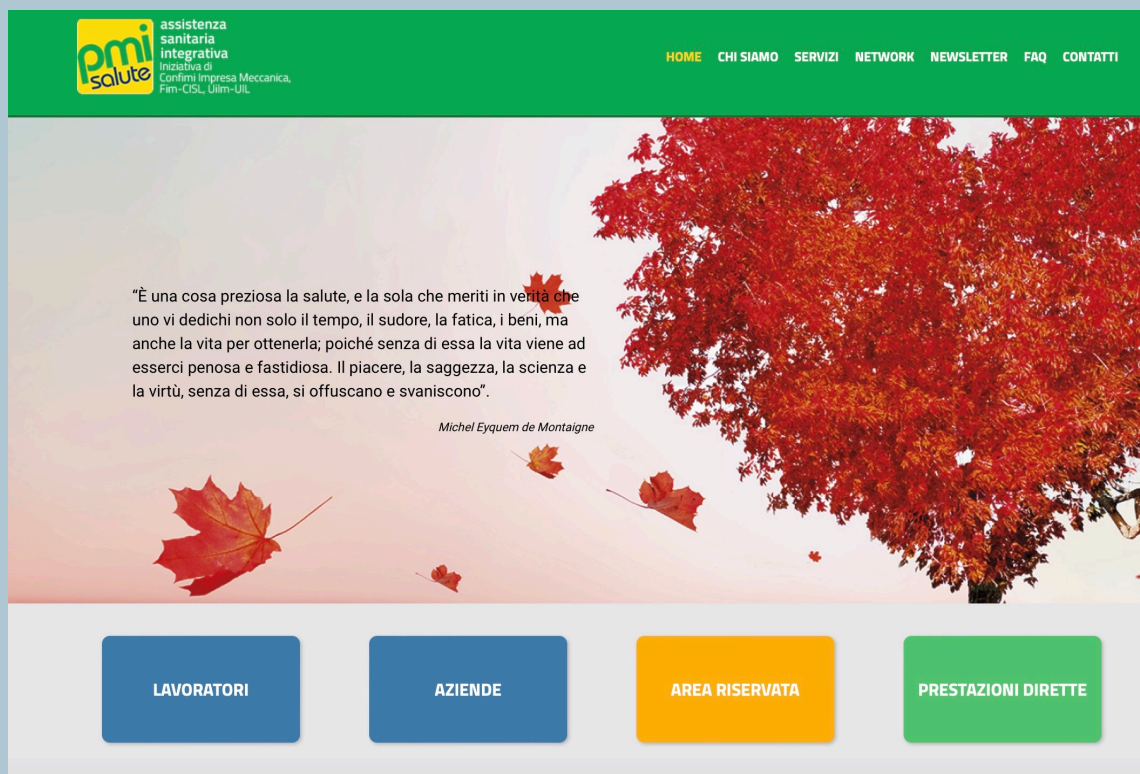 pmi
salute
assistenza
sanitaria
integrativa
Iniziativa di
Confimi Impresa Meccanica,
Fim-CISL, Uilm-UIL
HOME CHI SIAMO SERVIZI NETWORK NEWSLETTER FAQ CONTATTI
“È una cosa preziosa la salute, e la sola che meriti in verità che
uno vi dedichi non solo il tempo, il sudore, la fatica, i beni, ma
anche la vita per ottenerla; poiché senza di essa la vita viene ad
esserci penosa e fastidiosa. Il piacere, la saggezza, la scienza e
la virtù, senza di essa, si offuscano e svaniscono”.
Michel Eyquem de Montaigne
LAVORATORI
AZIENDE
AREA RISERVATA
PRESTAZIONI DIRETTE